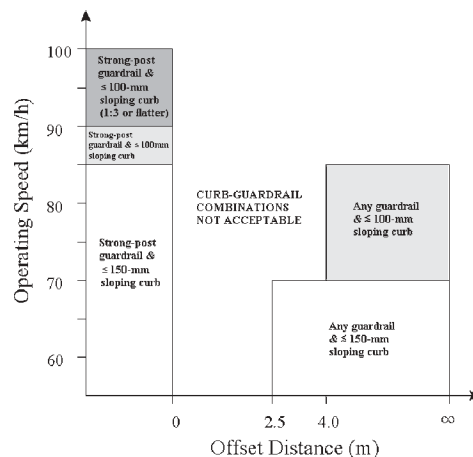 100
90
80
70
60
Operating Speed (km/h)
Strong-post
guardrail &
≤ 100-mm
sloping curb
(1:3 or flatter)
Strong-post
guardrail & ≤ 100mm
sloping curb
Strong-post
guardrail &
≤ 150-mm
sloping curb
CURB-GUARDRAIL
COMBINATIONS
NOT ACCEPTABLE
Any guardrail
& ≤ 100-mm
sloping curb
Any guardrail
& ≤ 150-mm
sloping curb
0
2.5
4.0
∞
Offset Distance (m)